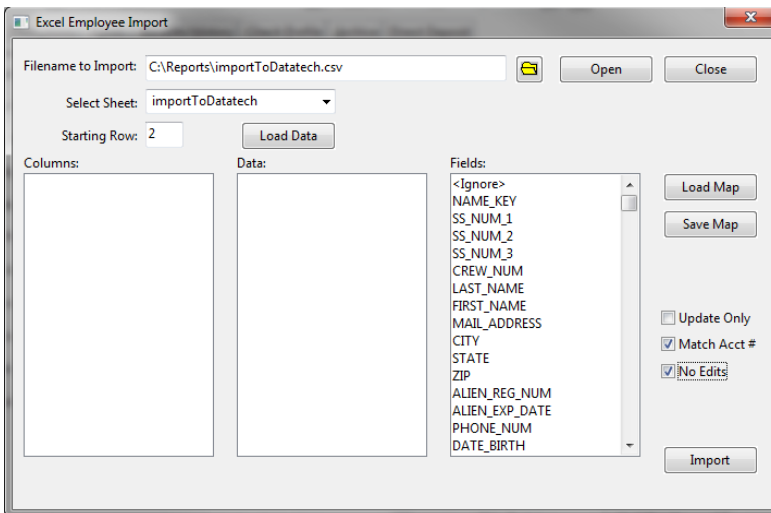 Excel Employee Import
Filename to Import: C:\Reports\importToDatatech.csv Open Close
Select Sheet: importToDatatech
Starting Row: 2 Load Data
Columns: Data: Fields:
<Ignore>
NAME_KEY
SS_NUM_1
SS_NUM_2
SS_NUM_3
CREW_NUM
LAST_NAME
FIRST_NAME
MAIL_ADDRESS
CITY
STATE
ZIP
ALIEN_REG_NUM
ALIEN_EXP_DATE
PHONE_NUM
DATE_BIRTH
Load Map
Save Map
Update Only
Match Acct #
No Edits
Import